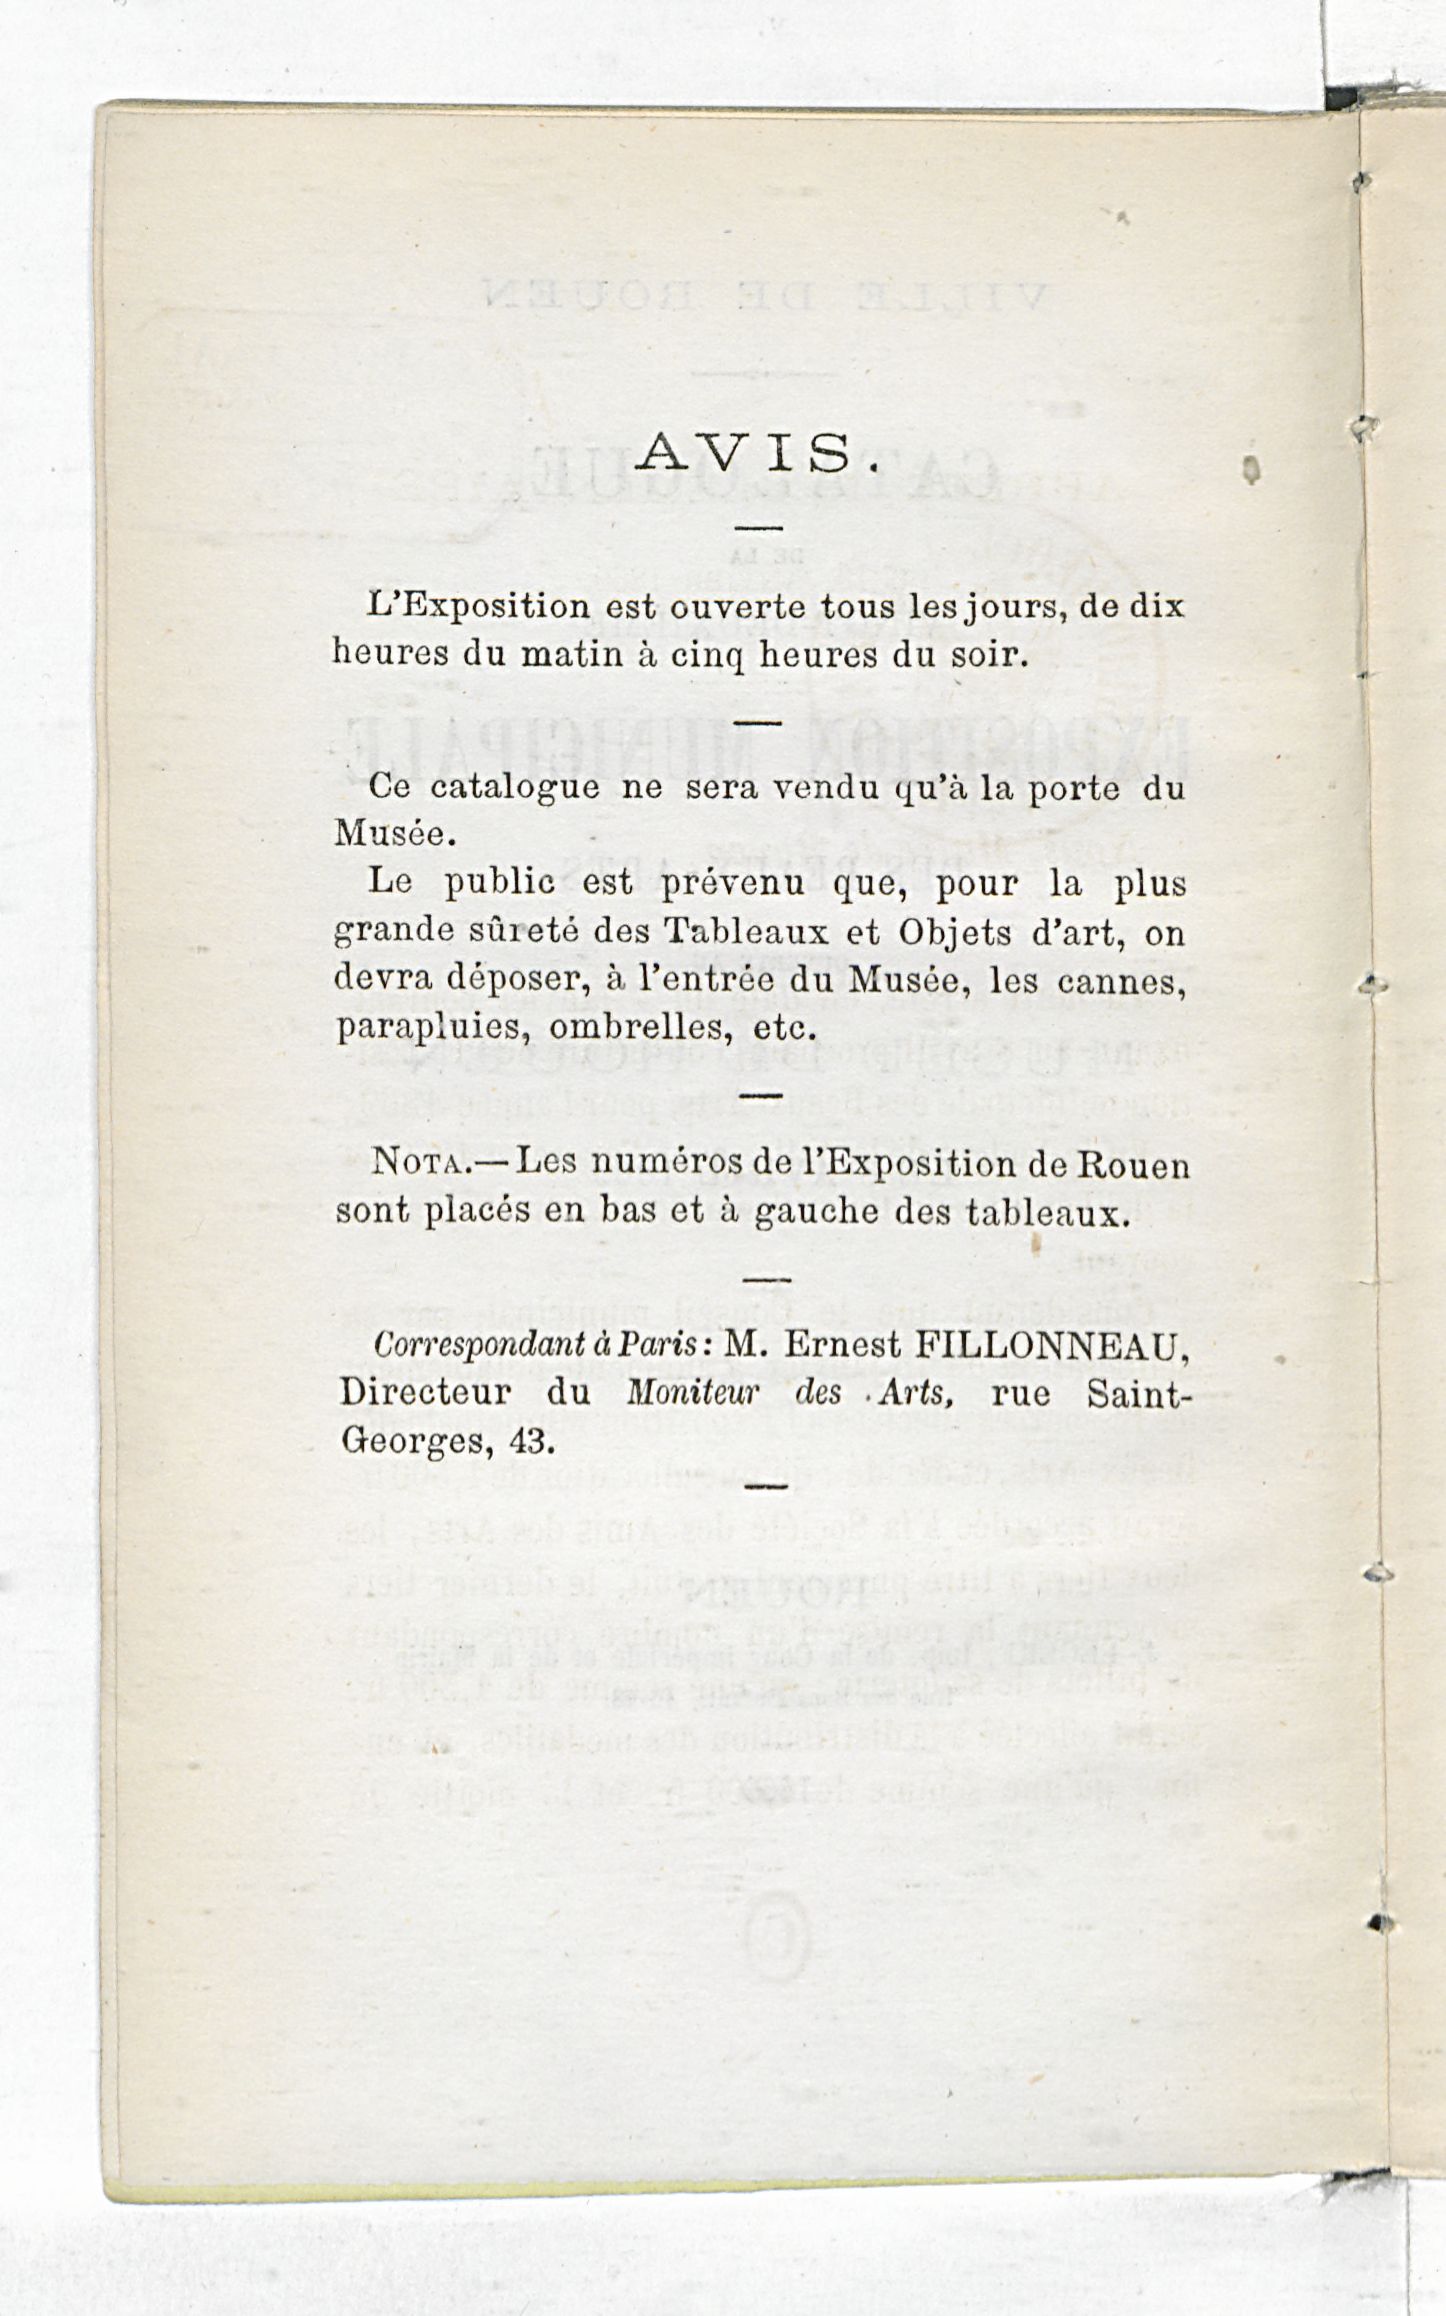 AVIS.
L'Exposition est ouverte tous les jours, de dix
heures du matin à cinq heures du soir.
Ce catalogue ne sera vendu qu'à la porte du
Musée.
Le public est prévenu que, pour la plus
grande sûreté des Tableaux et Objets d'art, on
devra déposer, à l'entrée du Musée, les cannes,
parapluies, ombrelles, etc.
NOTA.— Les numéros de l'Exposition de Rouen
sont placés en bas et à gauche des tableaux.
Correspondant à Paris: M. Ernest FILLONNEAU,
Directeur du Moniteur des Arts, rue Saint-
Georges, 43.